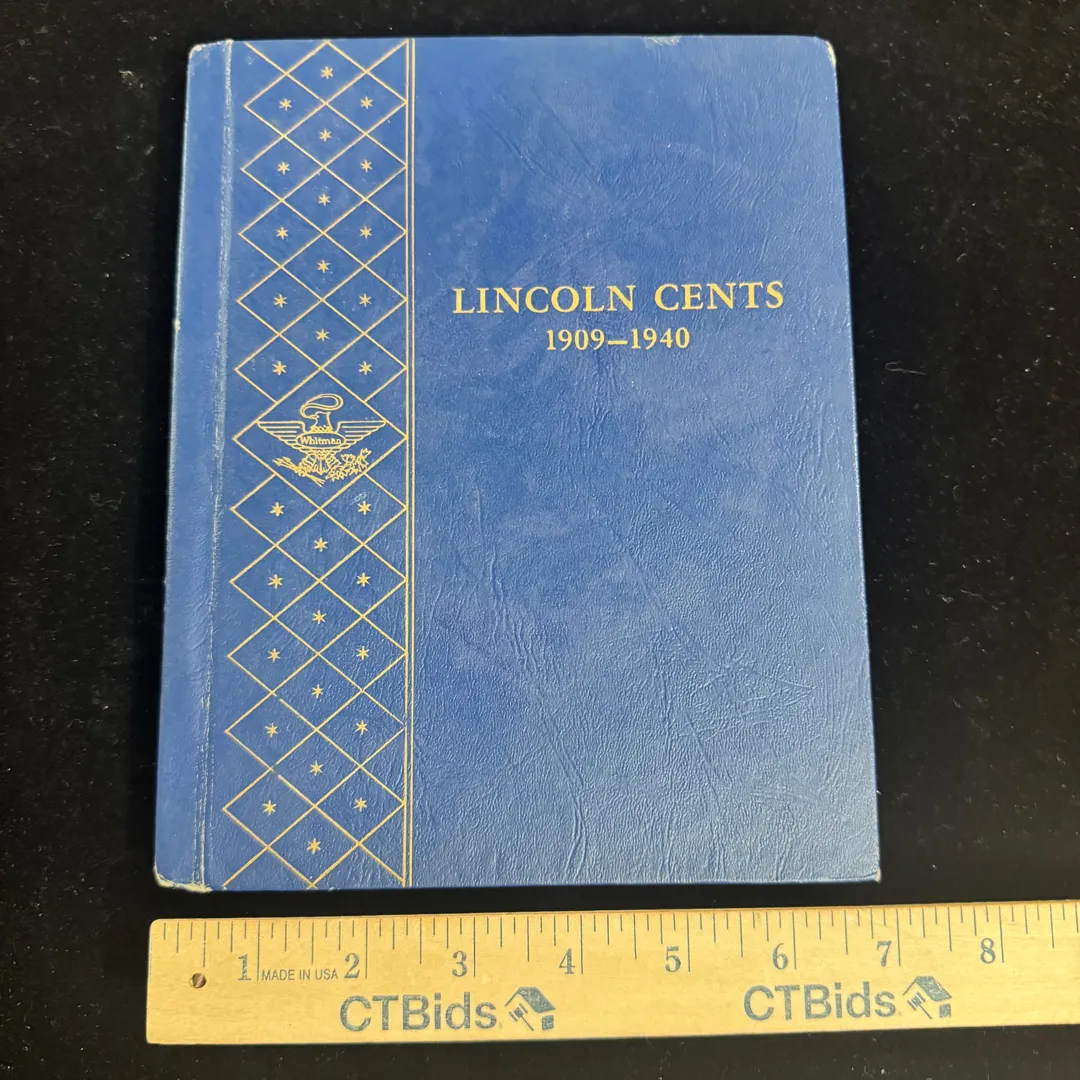 LINCOLN CENTS
1909–1940
Whitman
1 MADE IN USA 2 3 4 5 6 7 8
CTBids CTBids